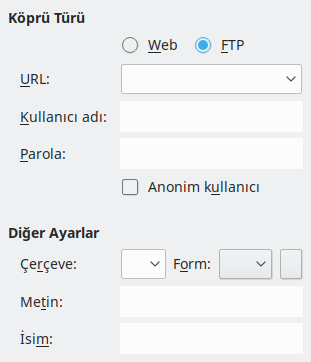 Köprü Türü
Web FTP
URL:
Kullanıcı adı:
Parola:
Anonim kullanıcı
Diğer Ayarlar
Çerçeve: Form:
Metin:
İsim: